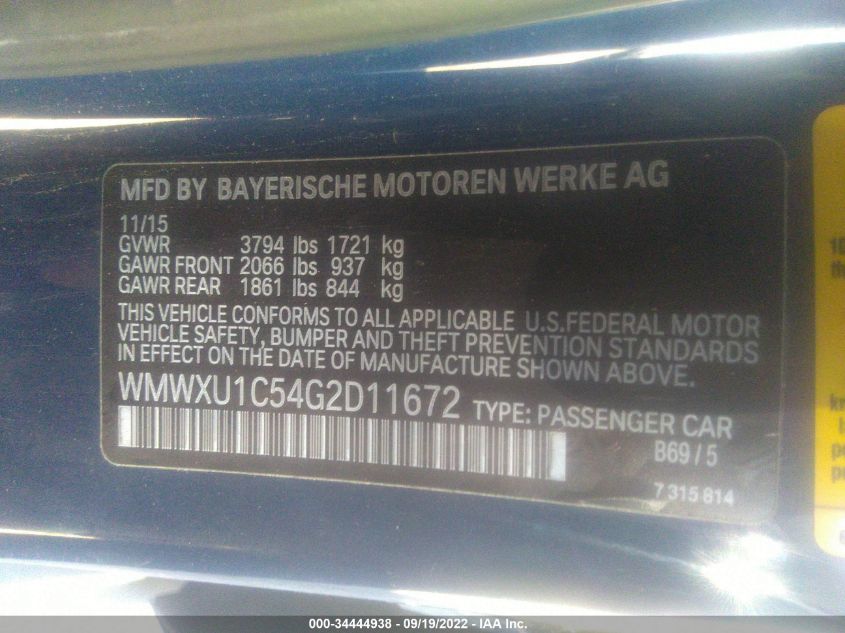 MFD BY BAYERISCHE MOTOREN WERKE AG
11/15
GVWR 3794 lbs 1721 kg
GAWR FRONT 2066 lbs 937 kg
GAWR REAR 1861 lbs 844 kg
THIS VEHICLE CONFORMS TO ALL APPLICABLE U.S.FEDERAL MOTOR
VEHICLE SAFETY, BUMPER AND THEFT PREVENTION STANDARDS
IN EFFECT ON THE DATE OF MANUFACTURE SHOWN ABOVE.
WMWXU1C54G2D11672 TYPE: PASSENGER CAR
B69/5
7 315 814
000-34444938 - 09/19/2022 - IAA Inc.